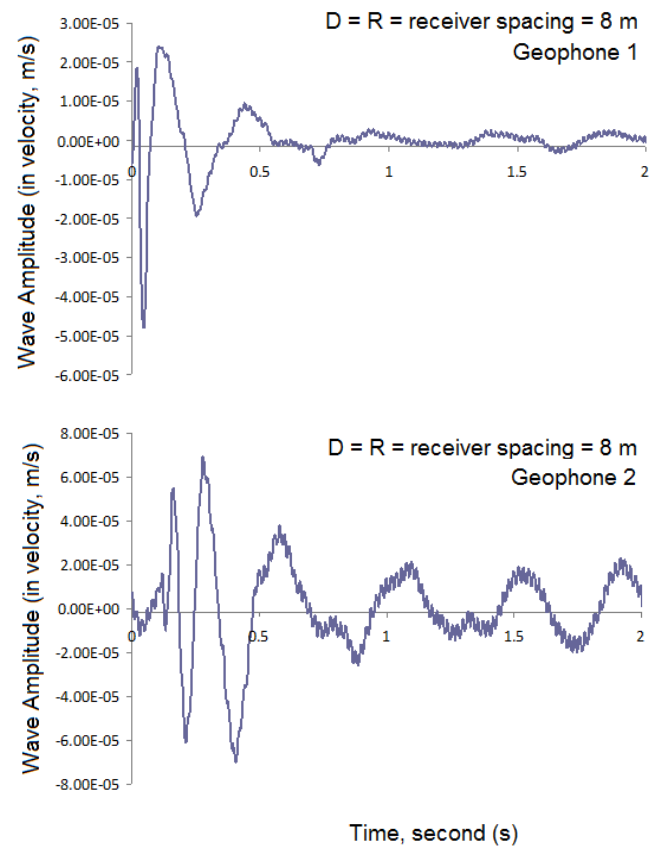 D = R = receiver spacing = 8 m
Geophone 1
Wave Amplitude (in velocity, m/s)
3.00E-05
2.00E-05
1.00E-05
0.00E+00
-1.00E-05
-2.00E-05
-3.00E-05
-4.00E-05
-5.00E-05
-6.00E-05
0 0.5 1 1.5 2
D = R = receiver spacing = 8 m
Geophone 2
Wave Amplitude (in velocity, m/s)
8.00E-05
6.00E-05
4.00E-05
2.00E-05
0.00E+00
-2.00E-05
-4.00E-05
-6.00E-05
-8.00E-05
0 0.5 1 1.5 2
Time, second (s)